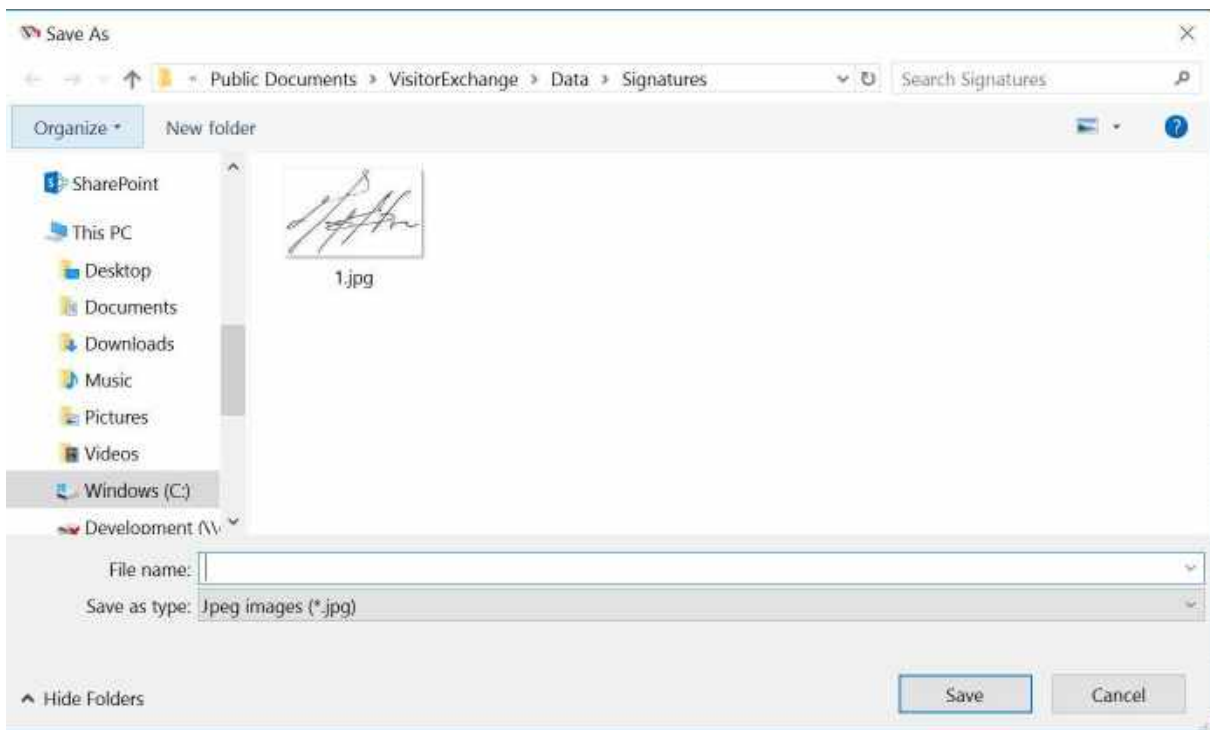 Save As
« Public Documents › VisitorExchange › Data › Signatures
Search Signatures
Organize
New folder
SharePoint
This PC
Desktop
1.jpg
Documents
Downloads
Music
Pictures
Videos
Windows (C:)
Development (\\
File name:
Save as type: Jpeg images (*.jpg)
Hide Folders
Save
Cancel